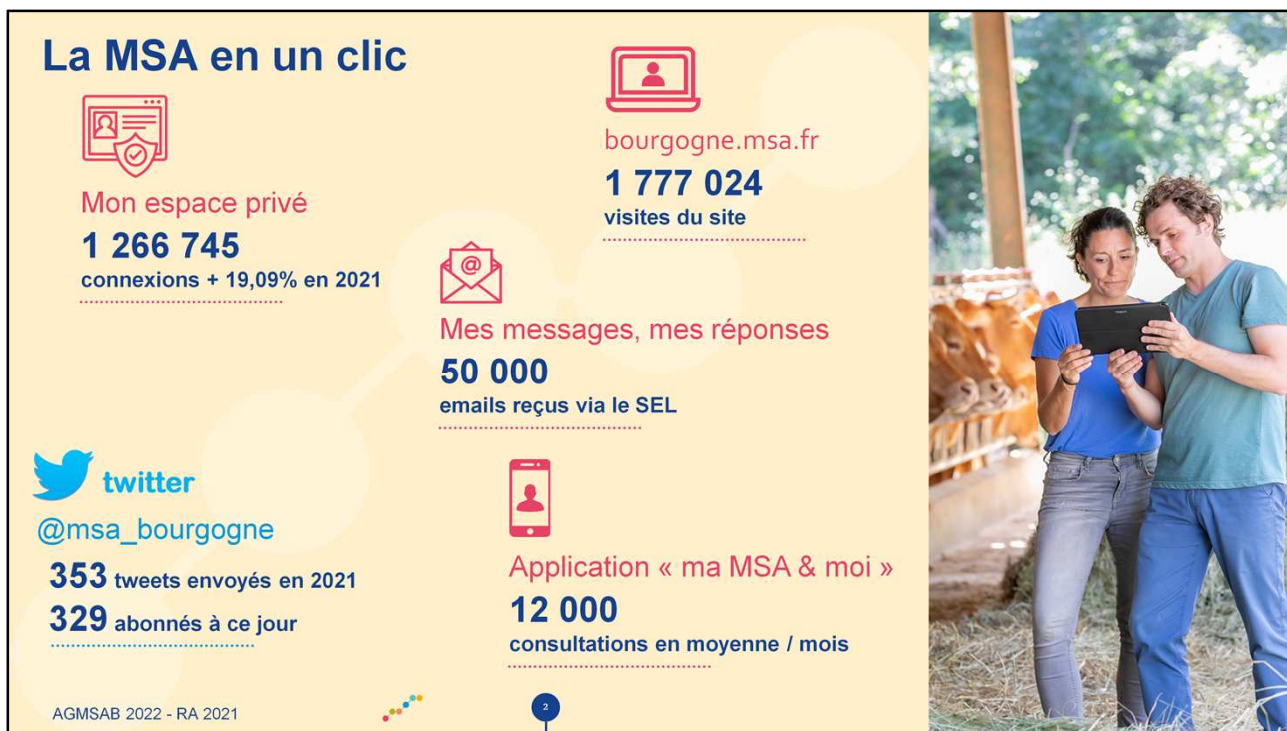 La MSA en un clic
Mon espace privé
1 266 745
connexions + 19,09% en 2021
bourgogne.msa.fr
1 777 024
visites du site
@
Mes messages, mes réponses
50 000
emails reçus via le SEL
twitter
@msa_bourgogne
353 tweets envoyés en 2021
329 abonnés à ce jour
Application « ma MSA & moi »
12 000
consultations en moyenne / mois
AGMSAB 2022 - RA 2021
2